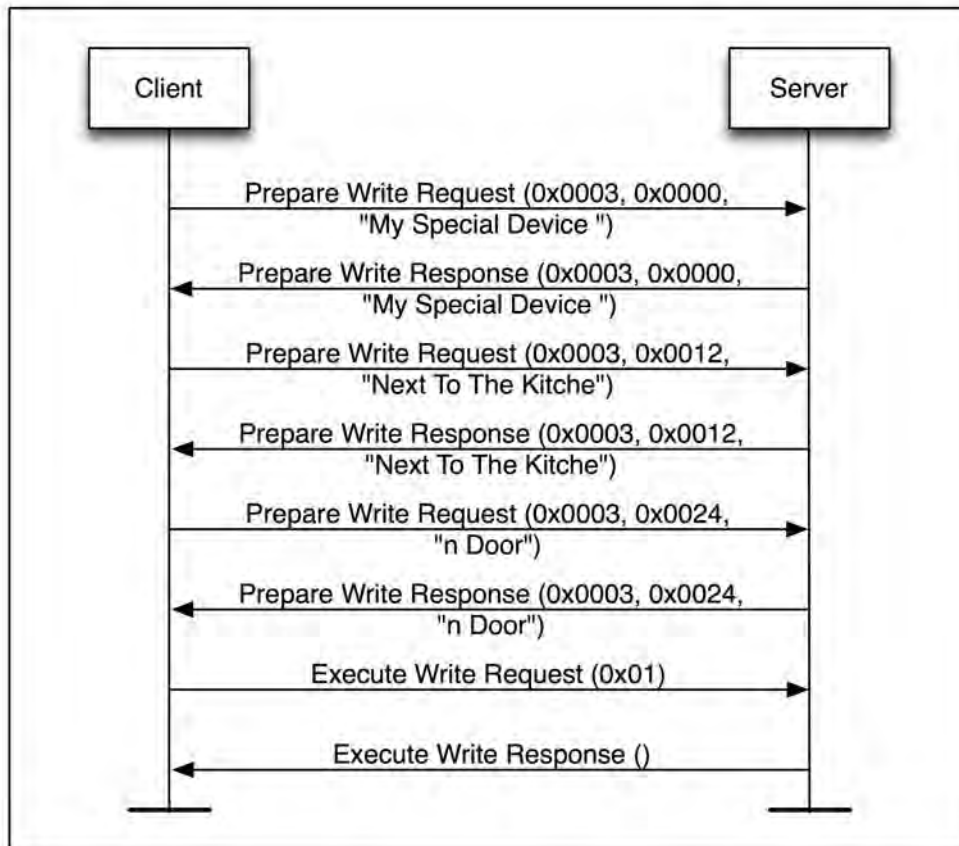 Client
Server
Prepare Write Request (0x0003, 0x0000,
"My Special Device ")
Prepare Write Response (0x0003, 0x0000,
"My Special Device ")
Prepare Write Request (0x0003, 0x0012,
"Next To The Kitche")
Prepare Write Response (0x0003, 0x0012,
"Next To The Kitche")
Prepare Write Request (0x0003, 0x0024,
"n Door")
Prepare Write Response (0x0003, 0x0024,
"n Door")
Execute Write Request (0x01)
Execute Write Response ()